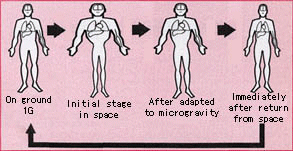 On ground
1G
Initial stage
in space
After adapted
to microgravity
Immediately
after return
from space